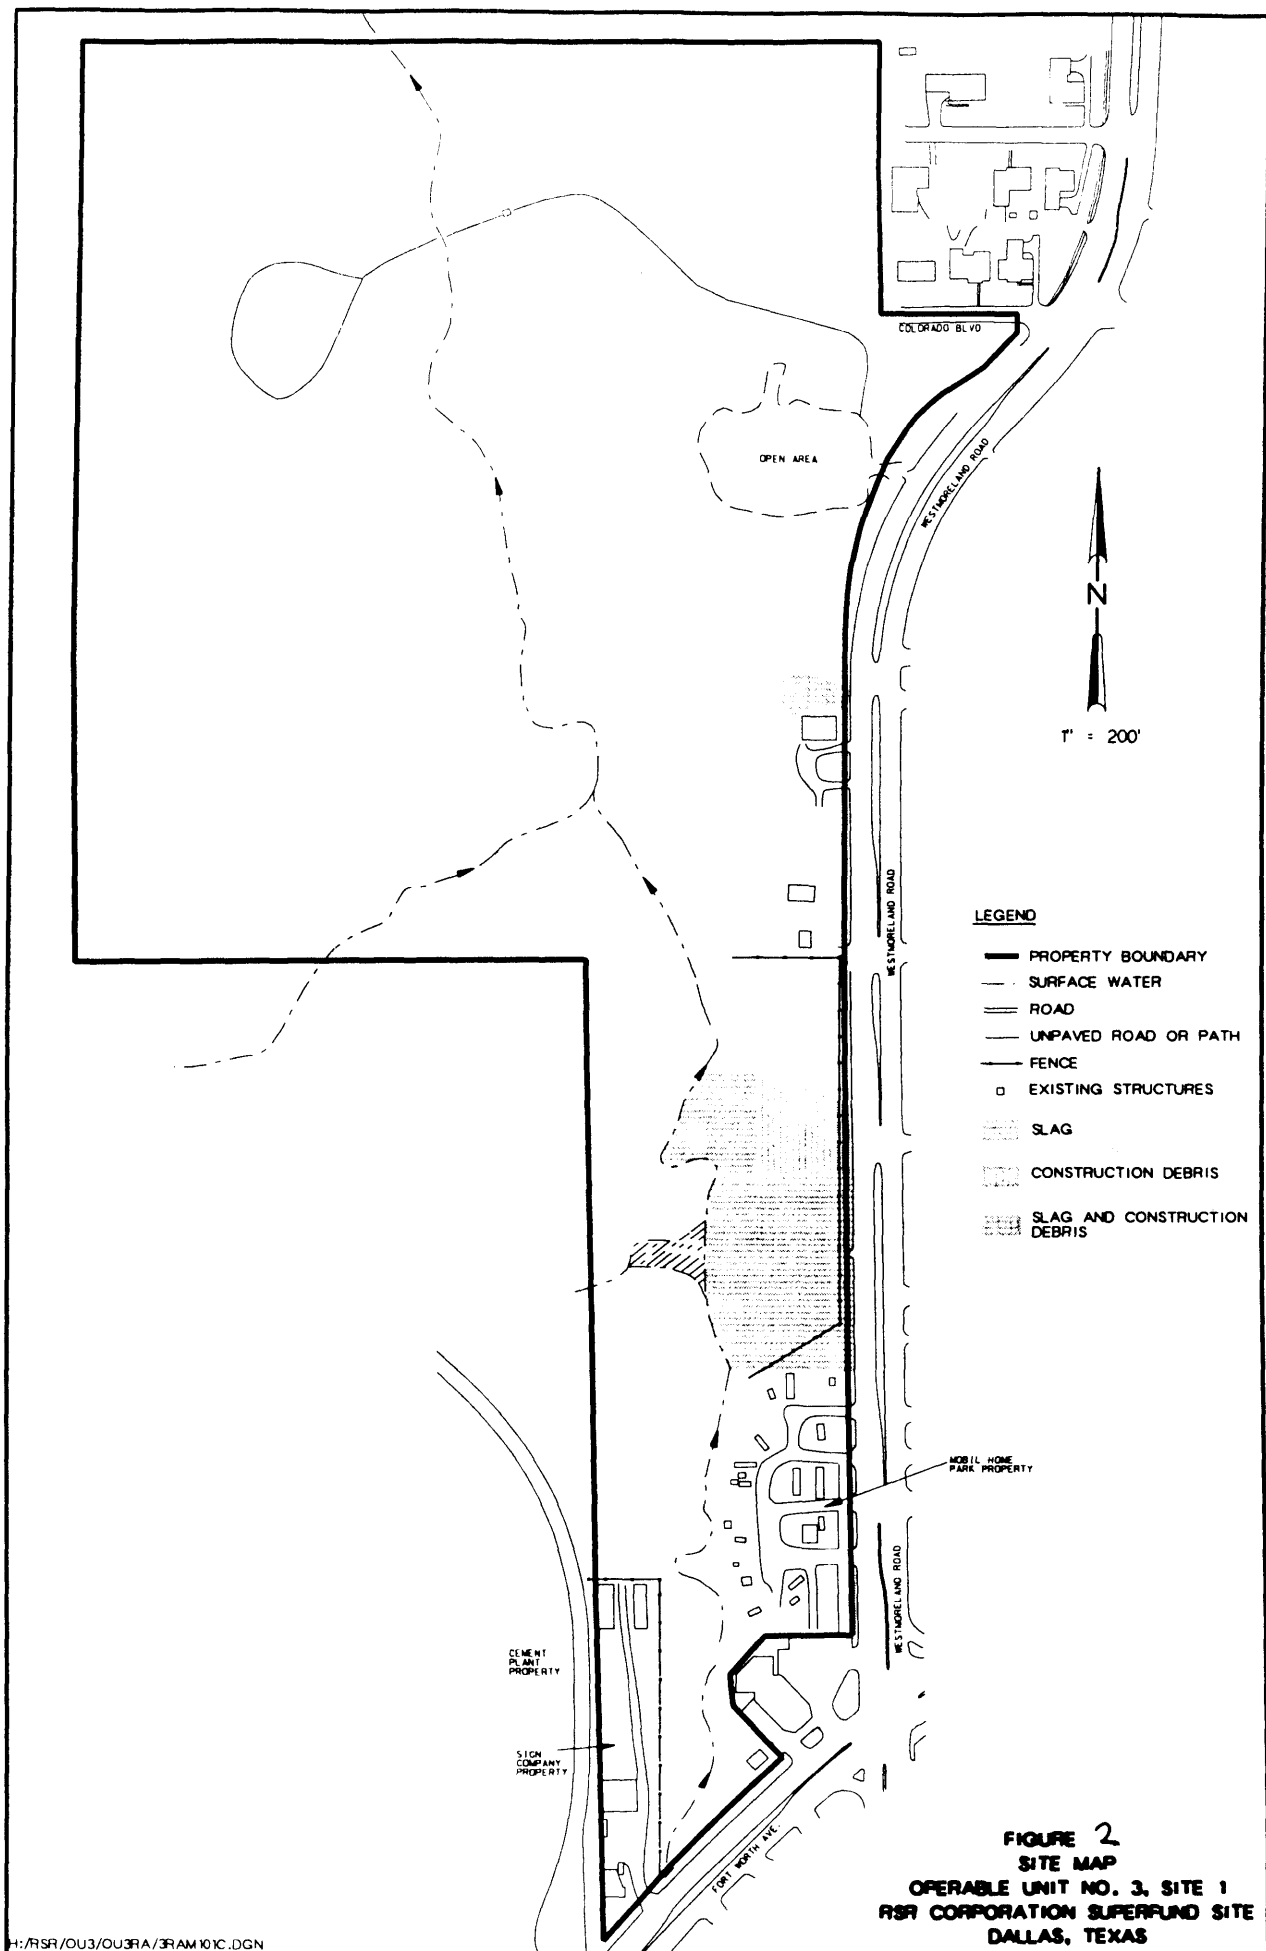 COLORADO BLVD
OPEN AREA
WESTMORELAND ROAD
N
1" = 200'
WESTMORELAND ROAD
LEGEND
PROPERTY BOUNDARY
SURFACE WATER
ROAD
UNPAVED ROAD OR PATH
FENCE
EXISTING STRUCTURES
SLAG
CONSTRUCTION DEBRIS
SLAG AND CONSTRUCTION
DEBRIS
MOBIL HOME
PARK PROPERTY
WESTMORELAND ROAD
CEMENT
PLANT
PROPERTY
SIGN
COMPANY
PROPERTY
FORT WORTH AVE.
FIGURE 2
SITE MAP
OPERABLE UNIT NO. 3, SITE 1
RSR CORPORATION SUPERFUND SITE
DALLAS, TEXAS
H:/RSR/OU3/OU3RA/3RAM101C.DGN